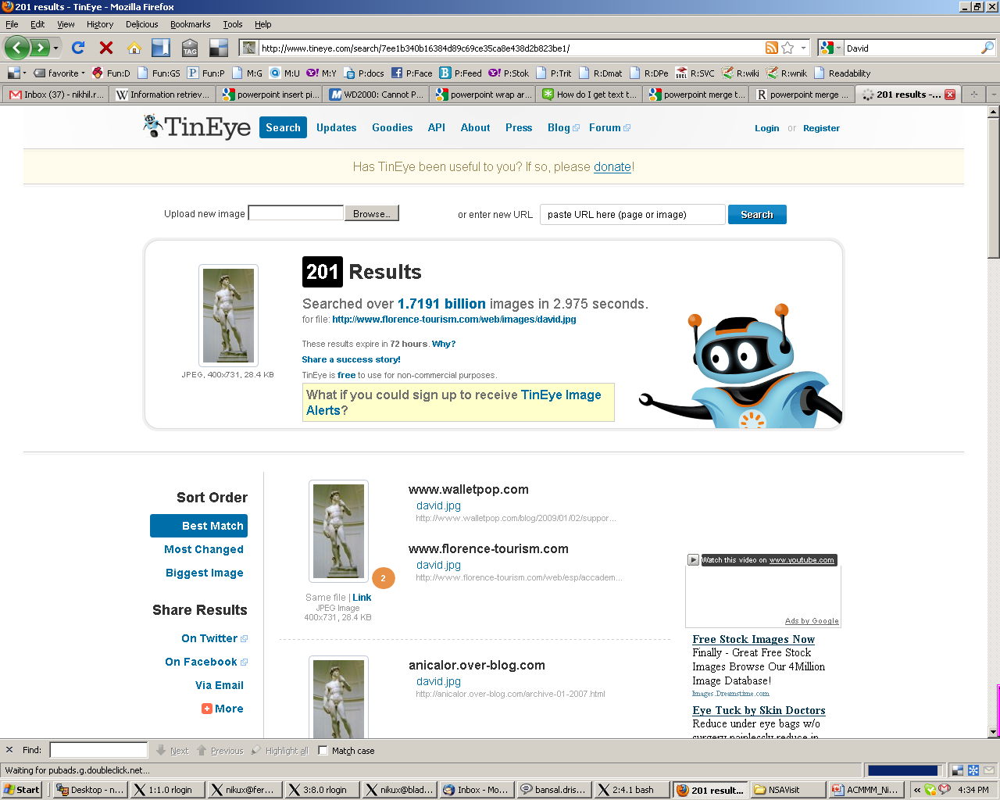 201 results - TinEye - Mozilla Firefox
File Edit View History Delicious Bookmarks Tools Help
TAG
http://www.tineye.com/search/7ee1b340b16384d89c69ce35ca8e438d2b823be1/
David
favorite Fun:D Fun:GS Fun:P M:G M:U M:Y P:docs P:Face P:Feed P:Stok P:Trit R:Dmat R:DPe R:SVC R:wiki R:wnik Readability
Inbox (37) - nikhil.r... Information retriev... powerpoint insert pi... WD2000: Cannot P... powerpoint wrap ar... How do I get text t... powerpoint merge t... powerpoint merge ... 201 results -...
TinEye Search Updates Goodies API About Press Blog Forum Login or Register
Has TinEye been useful to you? If so, please donate!
Upload new image Browse... or enter new URL paste URL here (page or image) Search
201 Results
Searched over 1.7191 billion images in 2.975 seconds.
for file: http://www.florence-tourism.com/web/images/david.jpg
These results expire in 72 hours. Why?
Share a success story!
TinEye is free to use for non-commercial purposes.
JPEG, 400x731, 28.4 KB
What if you could sign up to receive TinEye Image
Alerts?
Sort Order
Best Match
Most Changed
Biggest Image
Share Results
On Twitter
On Facebook
Via Email
More
www.walletpop.com
david.jpg
http://www.walletpop.com/blog/2009/01/02/suppor...
www.florence-tourism.com
david.jpg
http://www.florence-tourism.com/web/esp/accadem...
2
Same file | Link
JPEG Image
400x731, 28.4 KB
anicalor.over-blog.com
david.jpg
http://anicalor.over-blog.com/archive-01-2007.html
Watch this video on www.youtube.com
Ads by Google
Free Stock Images Now
Finally - Great Free Stock
Images Browse Our 4Million
Image Database!
Images.Dreamstime.com
Eye Tuck by Skin Doctors
Reduce under eye bags w/o
surgery painlessly reduce in
Find: Next Previous Highlight all Match case
Waiting for pubads.g.doubleclick.net...
Start Desktop - n... 1:1.0 rlogin nikux@fer... 3:8.0 rlogin nikux@blad... Inbox - Mo... bansal.dris... 2:4.1 bash 201 result... NSAVisit ACMMM_Ni... 4:34 PM